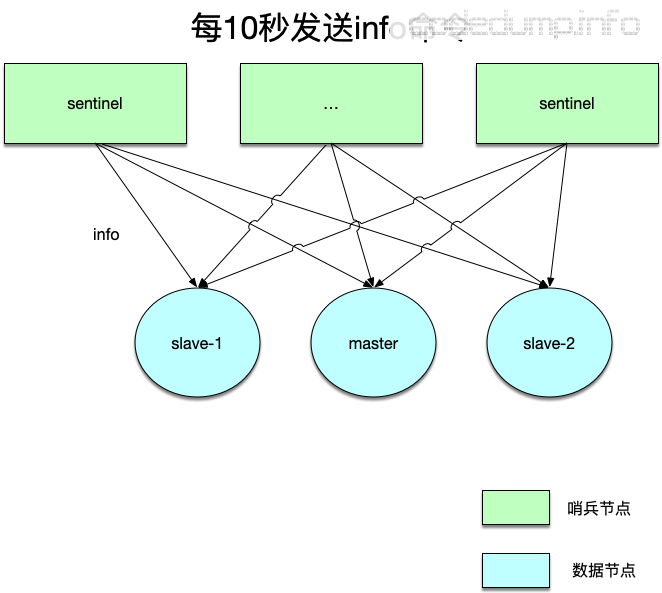 每10秒发送info命令
sentinel
...
sentinel
info
slave-1
master
slave-2
哨兵节点
数据节点